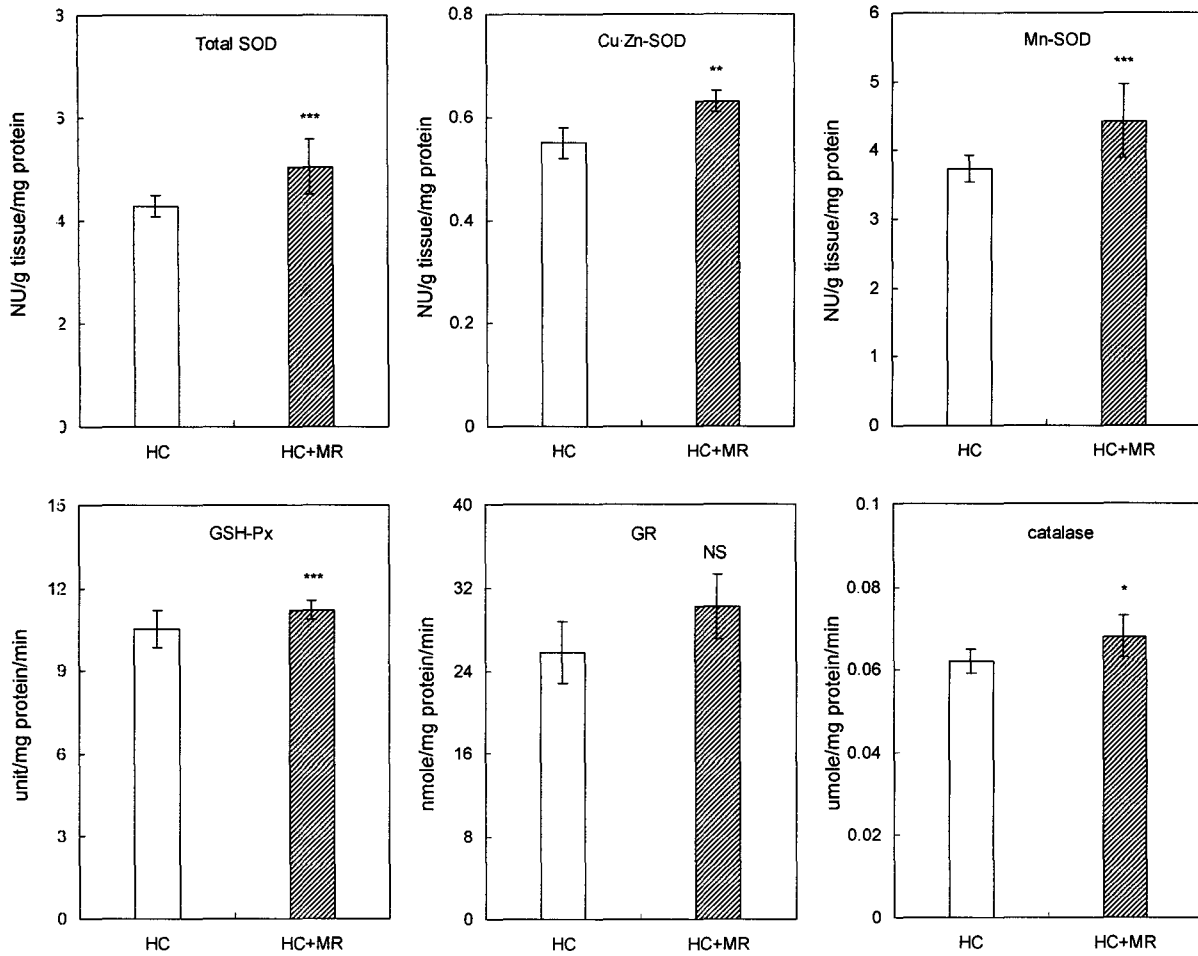 Total SOD
***
NU/g tissue/mg protein
4
2
HC
HC+MR
Cu·Zn-SOD
**
NU/g tissue/mg protein
0.8
0.6
0.4
0.2
0
HC
HC+MR
Mn-SOD
***
NU/g tissue/mg protein
6
5
4
3
2
1
0
HC
HC+MR
GSH-Px
***
unit/mg protein/min
15
12
9
6
3
0
HC
HC+MR
GR
NS
nmole/mg protein/min
40
32
24
16
8
0
HC
HC+MR
catalase
*
umole/mg protein/min
0.1
0.08
0.06
0.04
0.02
0
HC
HC+MR